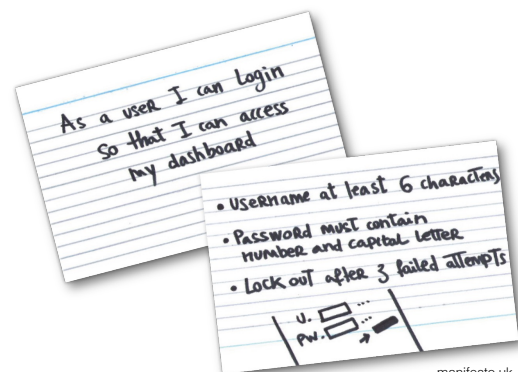 As a user I can Login
so that I can access
my dashboard
• Username at least 6 characters
• Password must contain
number and capital letter
• Lock out after 3 failed attempts
U. ...
PW. ...
manifesto.uk